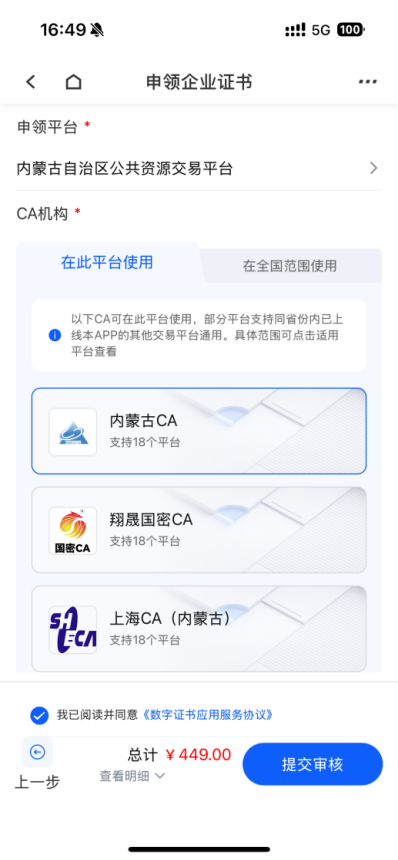 16:49
5G 100
申领企业证书
申领平台 *
内蒙古自治区公共资源交易平台
CA机构 *
在此平台使用
在全国范围使用
以下CA可在此平台使用，部分平台支持同省份内已上
线本APP的其他交易平台通用。具体范围可点击适用
平台查看
内蒙古CA
支持18个平台
翔晟国密CA
支持18个平台
国密CA
上海CA（内蒙古）
支持18个平台
SHECA
我已阅读并同意《数字证书应用服务协议》
上一步
总计 ￥449.00
查看明细
提交审核